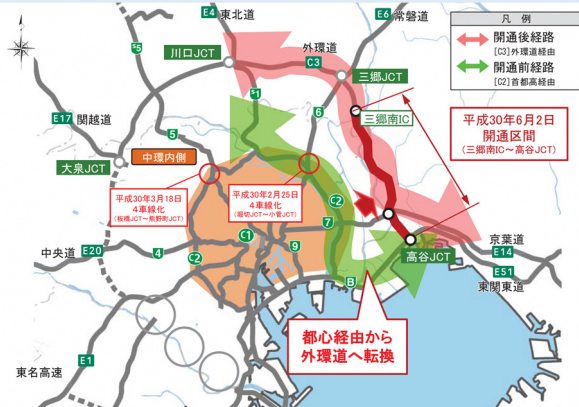 E4
東北道
常磐道
E6
凡 例
開通後経路
[C3]外環道経由
開通前経路
[C2]首都高経由
S5
川口JCT
外環道
C3
三郷JCT
S1
6
三郷南IC
平成30年6月2日
開通区間
(三郷南IC～高谷JCT)
E17
関越道
5
大泉JCT
中環内側
平成30年3月18日
4車線化
(板橋JCT～熊野町JCT)
平成30年2月25日
4車線化
(堀切JCT～小菅JCT)
C2
7
C1
9
中央道
E20
4
C2
B
高谷JCT
京葉道
E14
E51
東関東道
都心経由から
外環道へ転換
東名高速
E1
3